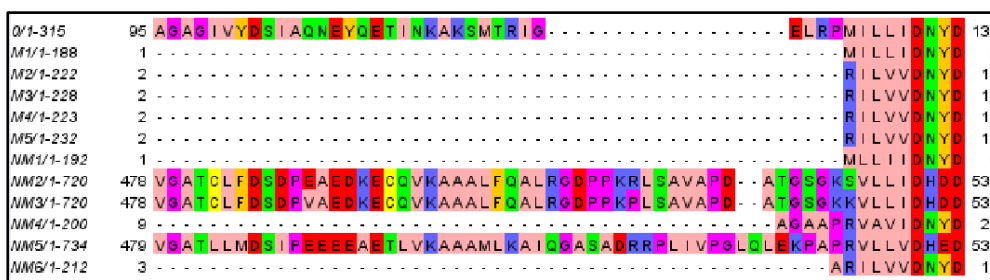 0/1-315 95 AGAGIVYDSIAQNEYQETINKAKSMTRIG------------------ELRPMILLIDNYD 13
M1/1-188 1 ---------------------------------------------------MILLIDNYD
M2/1-222 2 ---------------------------------------------------RILVVDNYD 1
M3/1-228 2 ---------------------------------------------------RILVVDNYD 1
M4/1-223 2 ---------------------------------------------------RILVVDNYD 1
M5/1-232 2 ---------------------------------------------------RILVVDNYD 1
NM1/1-192 1 ---------------------------------------------------MLLIIDNYD
NM2/1-720 478 VGATCLFDSDPEAEDKECQVKAAALFQALRGDPPKRLSAVAPD--ATGSGKSVLLIDHDD 53
NM3/1-720 478 VGATCLFDSDPVAEDKECQVKAAALFQALRGDPPKPLSAVAPD--ATGSGKKVLLIDHDD 53
NM4/1-200 9 ----------------------------------------------AGAAPRVAVIDNYD 2
NM5/1-734 479 VGATLLMDSIPEEEEAETLVKAAAMLKAIQGASADRRPLIVPGLQLEKPAPRVLLVDHED 53
NM6/1-212 3 --------------------------------------------------ARILVIDNYD 1